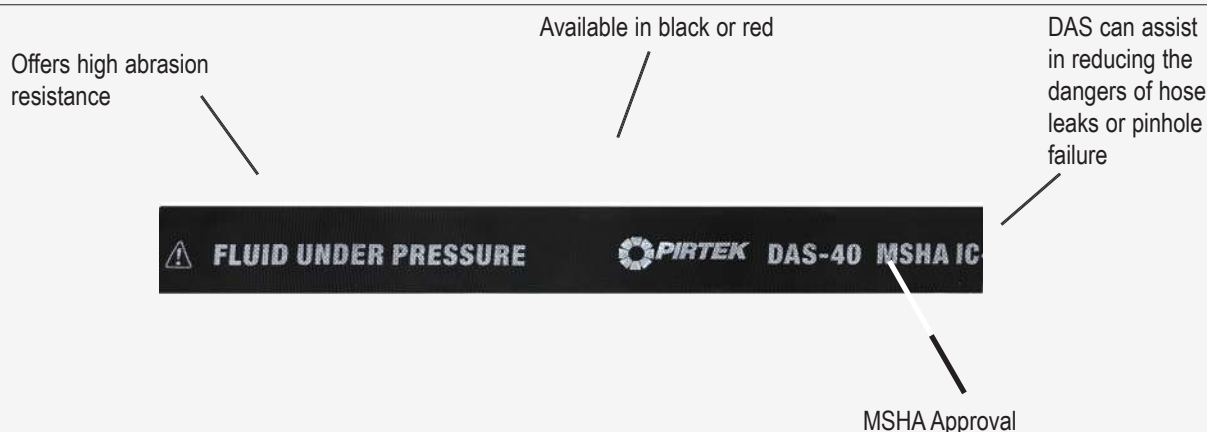 Available in black or red
Offers high abrasion
resistance
DAS can assist
in reducing the
dangers of hose
leaks or pinhole
failure
FLUID UNDER PRESSURE PIRTEK DAS-40 MSHA IC-
MSHA Approval